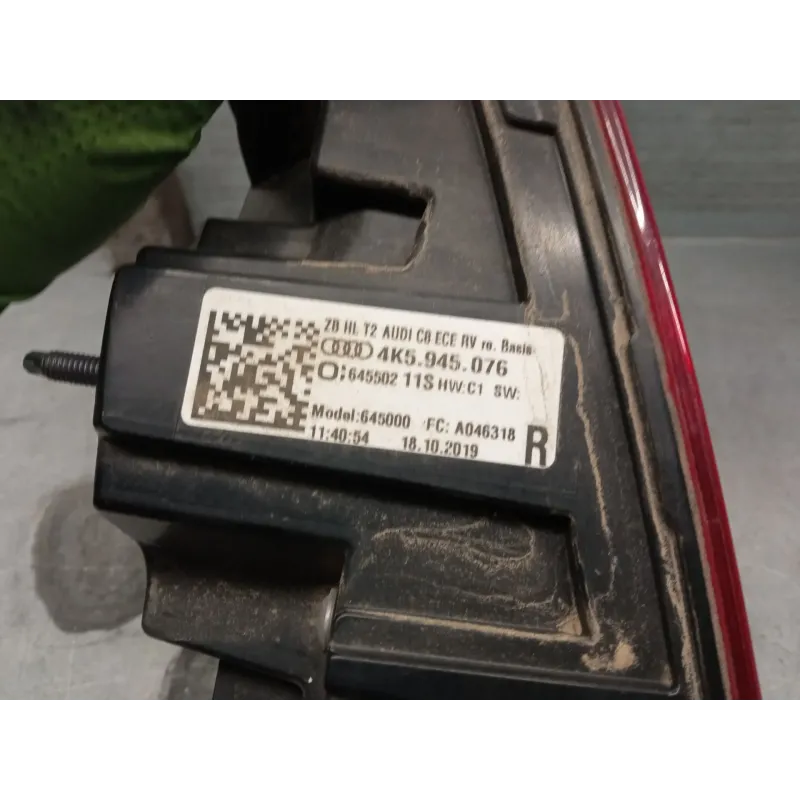 ZB HL T2 AUDI C8 ECE RV ro. Basis
4K5.945.076
645502 11S HW:C1 SW:
Model:645000 FC: A046318
11:40:54 18.10.2019 R